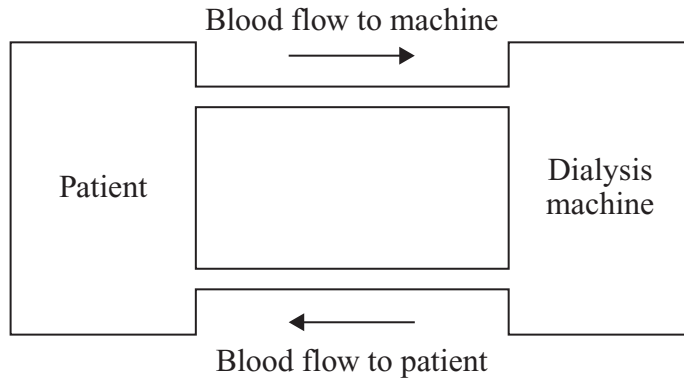 Blood flow to machine
Patient
Dialysis
machine
Blood flow to patient